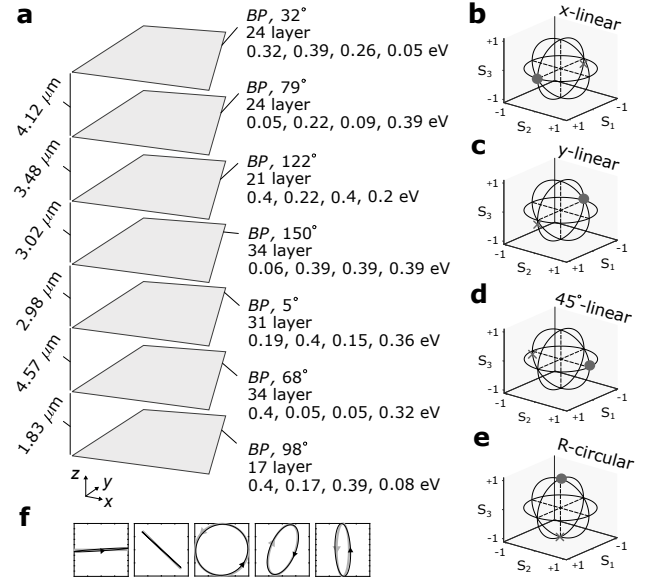 a
BP, 32°
24 layer
0.32, 0.39, 0.26, 0.05 eV
4.12 μm
BP, 79°
24 layer
0.05, 0.22, 0.09, 0.39 eV
3.48 μm
BP, 122°
21 layer
0.4, 0.22, 0.4, 0.2 eV
3.02 μm
BP, 150°
34 layer
0.06, 0.39, 0.39, 0.39 eV
2.98 μm
BP, 5°
31 layer
0.19, 0.4, 0.15, 0.36 eV
4.57 μm
BP, 68°
34 layer
0.4, 0.05, 0.05, 0.32 eV
1.83 μm
BP, 98°
17 layer
0.4, 0.17, 0.39, 0.08 eV
z
y
x
b
x-linear
+1
S3
-1
S2
+1
+1
S1
-1
c
y-linear
+1
S3
-1
S2
+1
+1
S1
-1
d
45°-linear
+1
S3
-1
S2
+1
+1
S1
-1
e
R-circular
+1
S3
-1
S2
+1
+1
S1
-1
f